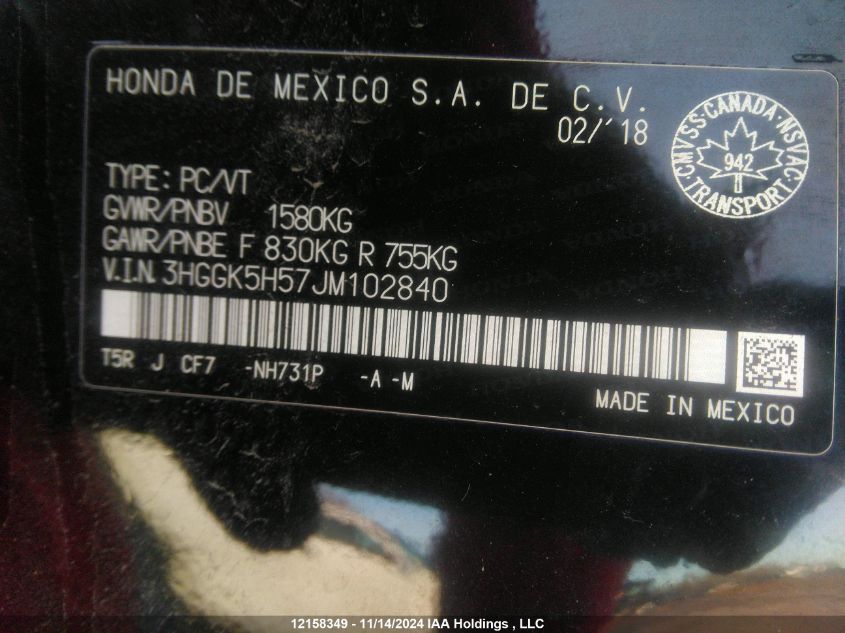 HONDA DE MEXICO S.A. DE C.V.
02/'18
CMVSS·CANADA·NSVAC·
942
TRANSPORT
TYPE: PC/VT
GVWR/PNBV 1580KG
GAWR/PNBE F 830KG R 755KG
V.I.N. 3HGGK5H57JM102840
T5R J CF7 -NH731P -A -M
MADE IN MEXICO
12158349 - 11/14/2024 IAA Holdings , LLC